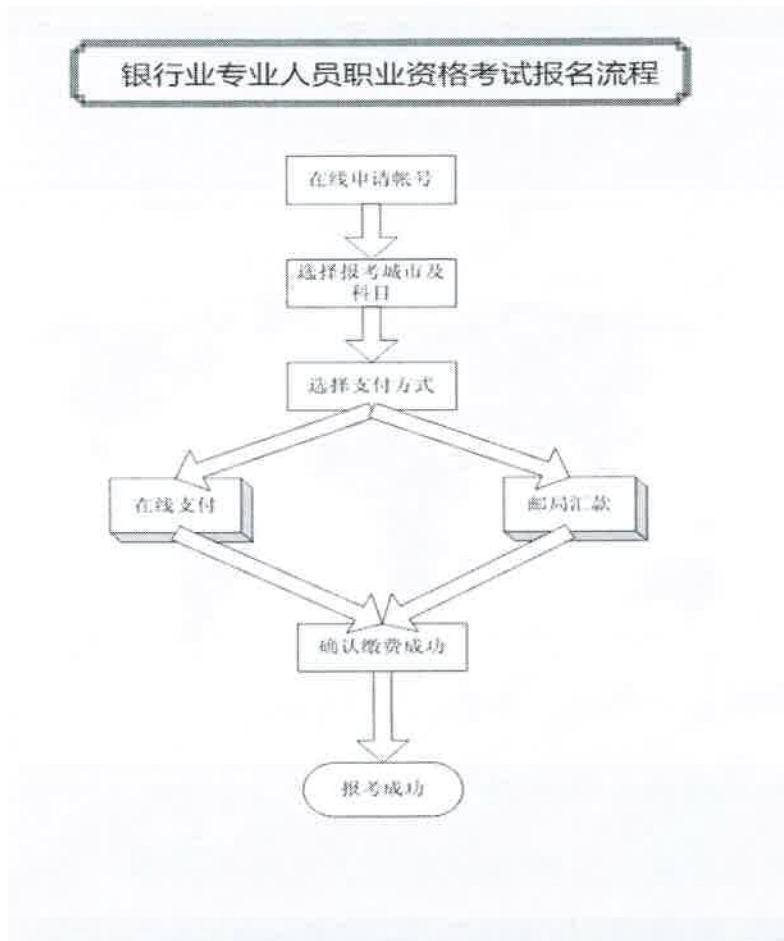 银行业专业人员职业资格考试报名流程
在线申请帐号
选择报考城市及
科目
选择支付方式
在线支付
邮局汇款
确认缴费成功
报考成功